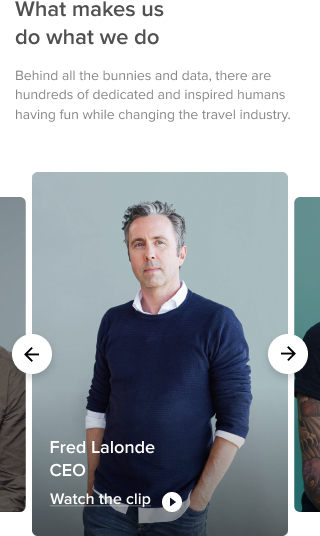 What makes us
do what we do
Behind all the bunnies and data, there are
hundreds of dedicated and inspired humans
having fun while changing the travel industry.
Fred Lalonde
CEO
Watch the clip